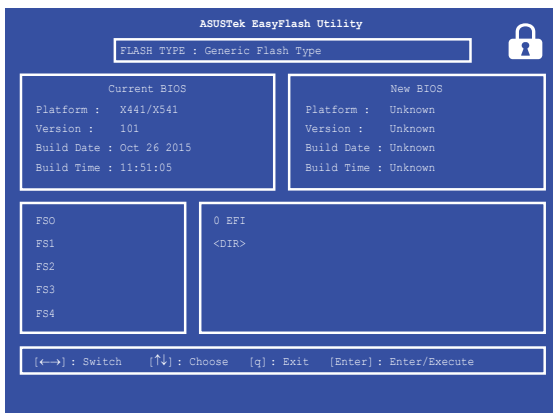 ASUSTek EasyFlash Utility
FLASH TYPE : Generic Flash Type
Current BIOS
Platform : X441/X541
Version : 101
Build Date : Oct 26 2015
Build Time : 11:51:05
New BIOS
Platform : Unknown
Version : Unknown
Build Date : Unknown
Build Time : Unknown
FSO
FS1
FS2
FS3
FS4
0 EFI
<DIR>
[←→] : Switch [↑↓] : Choose [q] : Exit [Enter] : Enter/Execute